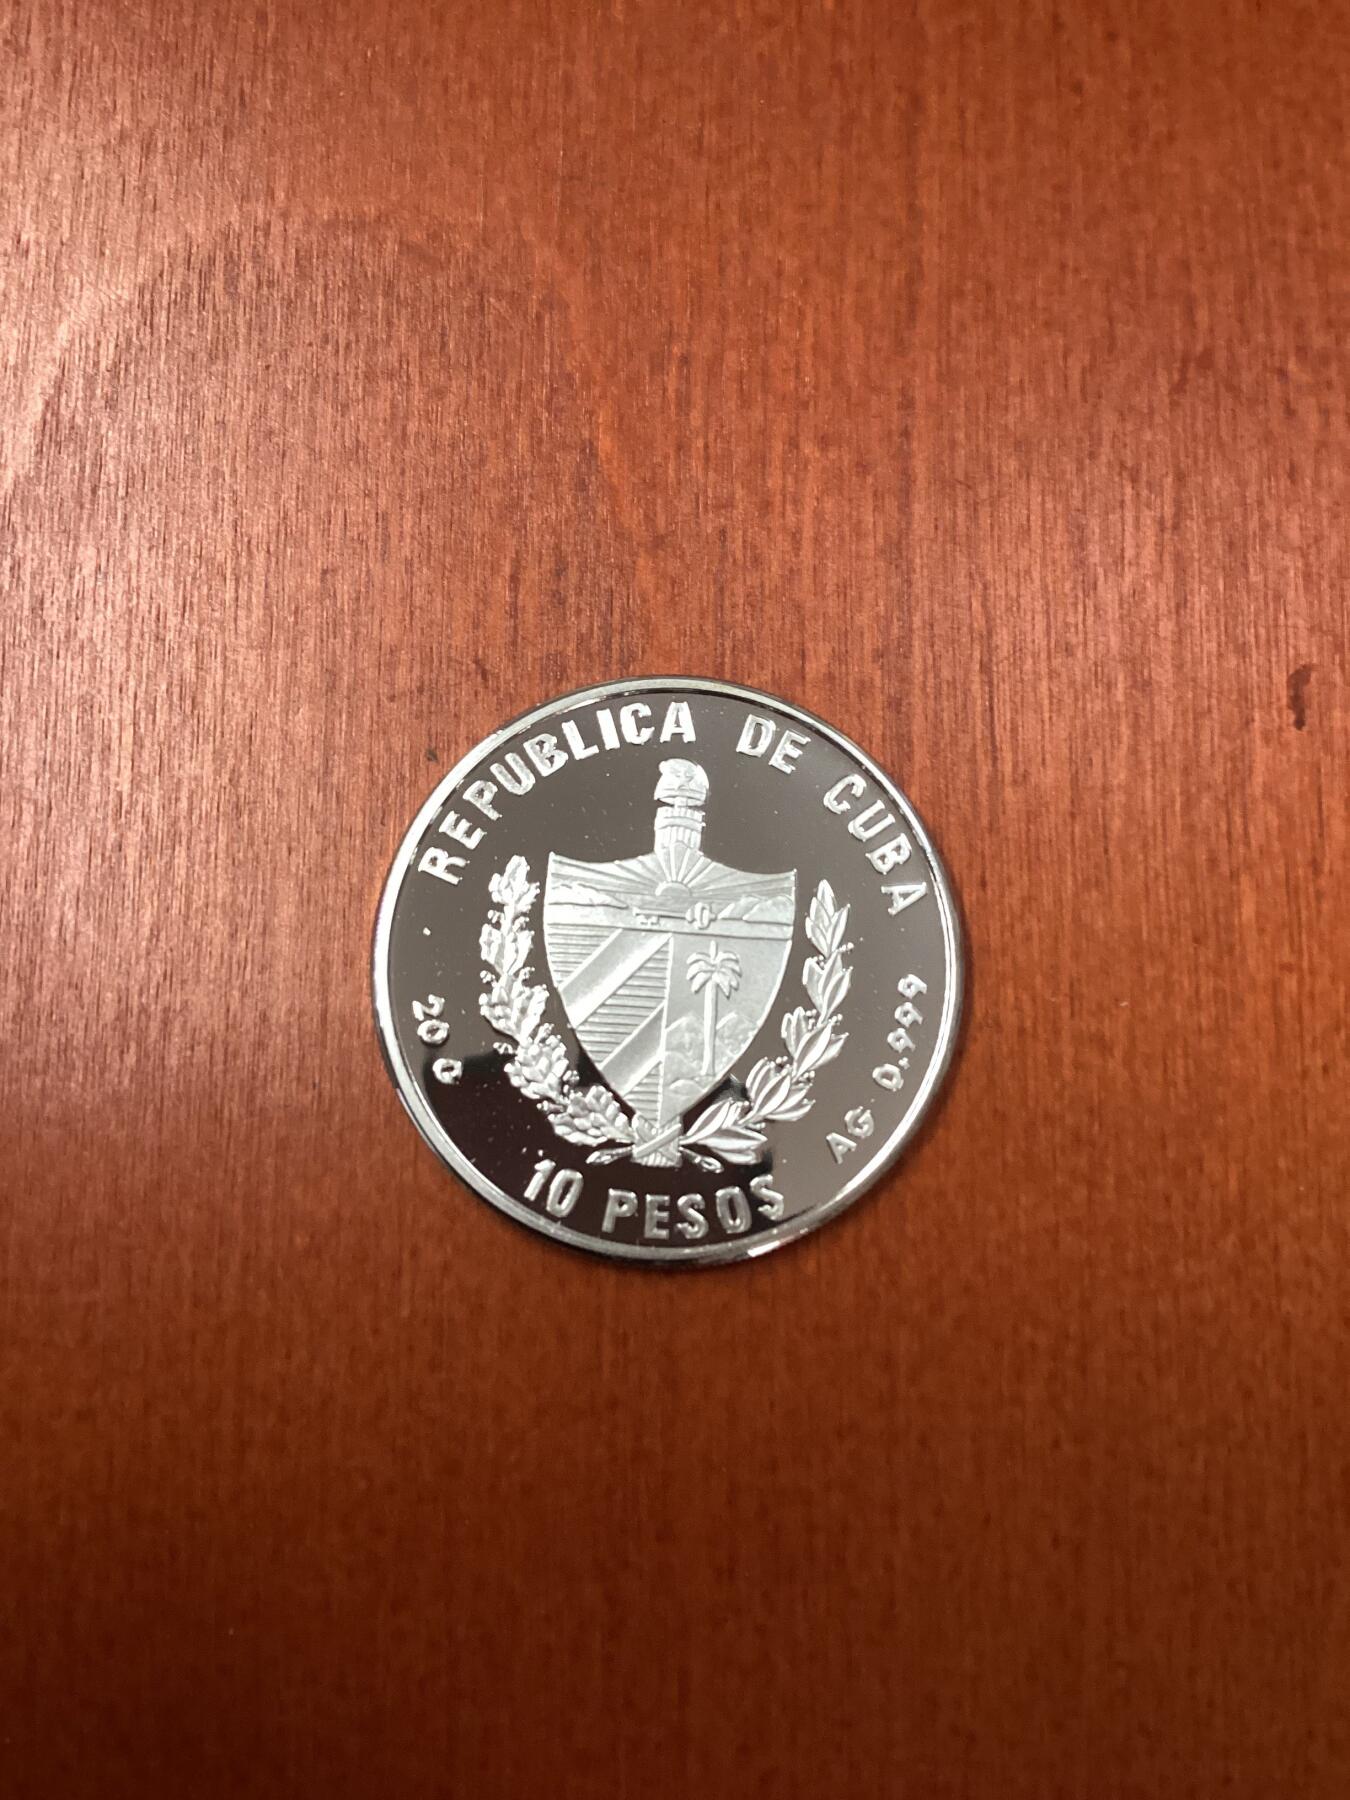 REPUBLICA DE CUBA
20 G
AG 0.999
10 PESOS